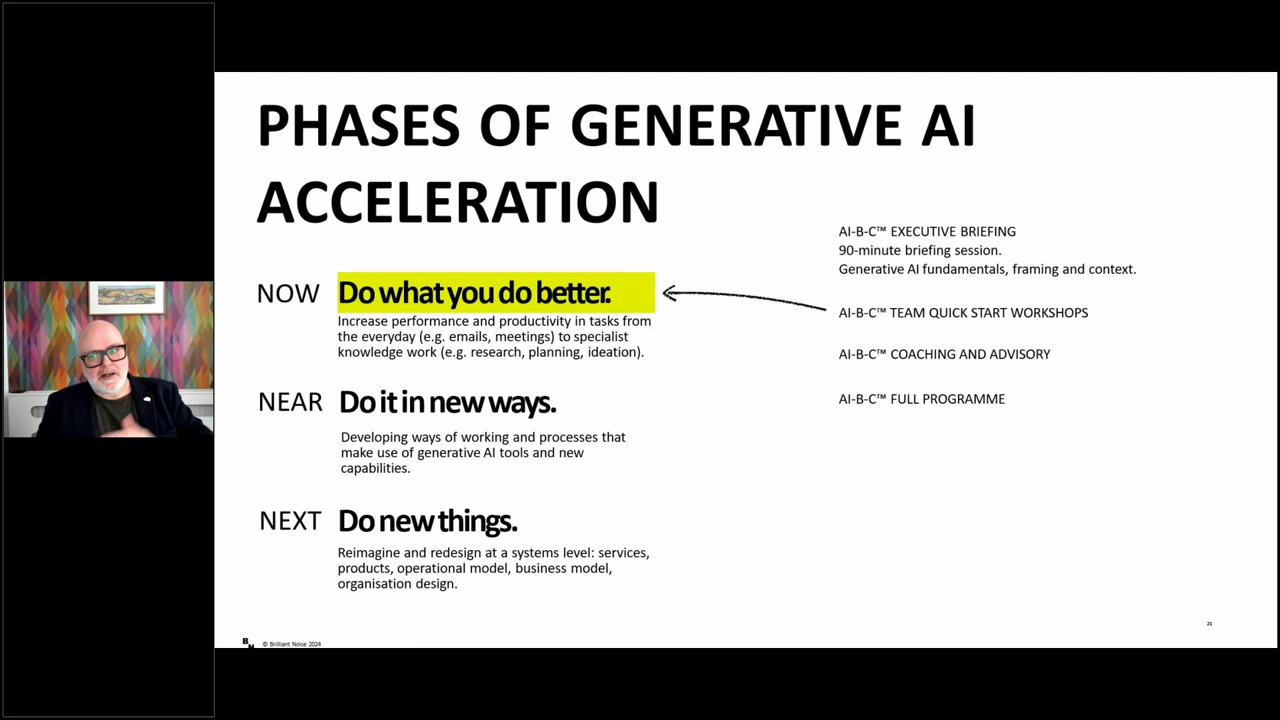 PHASES OF GENERATIVE AI
ACCELERATION
NOW
Do what you do better.
Increase performance and productivity in tasks from
the everyday (e.g. emails, meetings) to specialist
knowledge work (e.g. research, planning, ideation).
NEAR
Do it in new ways.
Developing ways of working and processes that
make use of generative AI tools and new
capabilities.
NEXT
Do new things.
Reimagine and redesign at a systems level: services,
products, operational model, business model,
organisation design.
AI-B-C™ EXECUTIVE BRIEFING
90-minute briefing session.
Generative AI fundamentals, framing and context.
AI-B-C™ TEAM QUICK START WORKSHOPS
AI-B-C™ COACHING AND ADVISORY
AI-B-C™ FULL PROGRAMME
21
B
N
© Brilliant Noise 2024